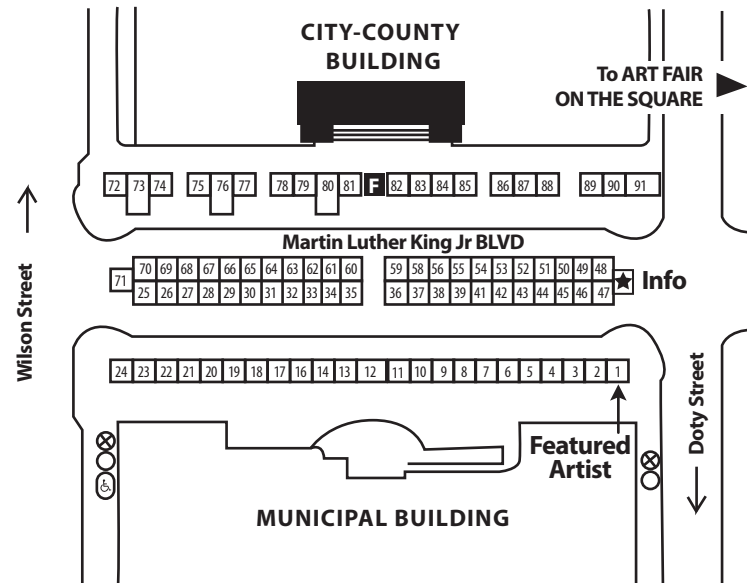 CITY-COUNTY
BUILDING
To ART FAIR
ON THE SQUARE
72 73 74 75 76 77 78 79 80 81 F 82 83 84 85 86 87 88 89 90 91
Martin Luther King Jr BLVD
70 69 68 67 66 65 64 63 62 61 60 59 58 56 55 54 53 52 51 50 49 48
71
Info
25 26 27 28 29 30 31 32 33 34 35 36 37 38 39 41 42 43 44 45 46 47
Wilson Street
24 23 22 21 20 19 18 17 16 14 13 12 11 10 9 8 7 6 5 4 3 2 1
Doty Street
Featured
Artist
MUNICIPAL BUILDING